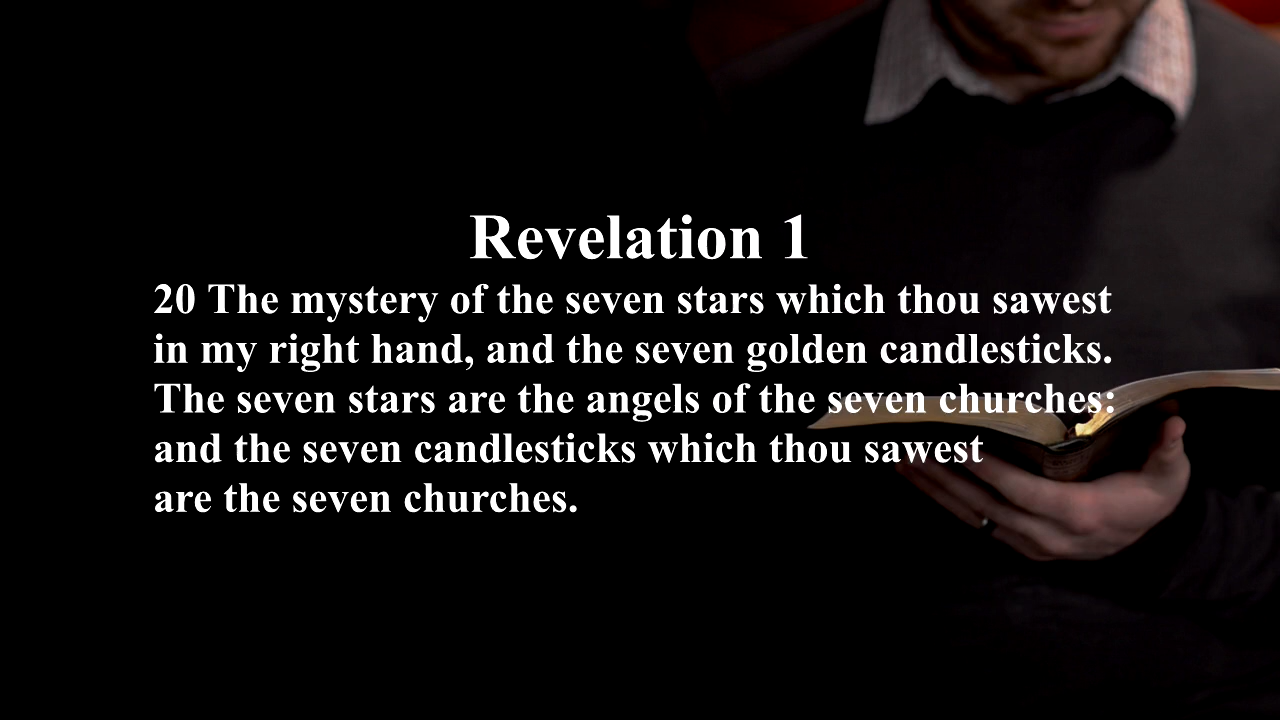 Revelation 1
20 The mystery of the seven stars which thou sawest
in my right hand, and the seven golden candlesticks.
The seven stars are the angels of the seven churches:
and the seven candlesticks which thou sawest
are the seven churches.